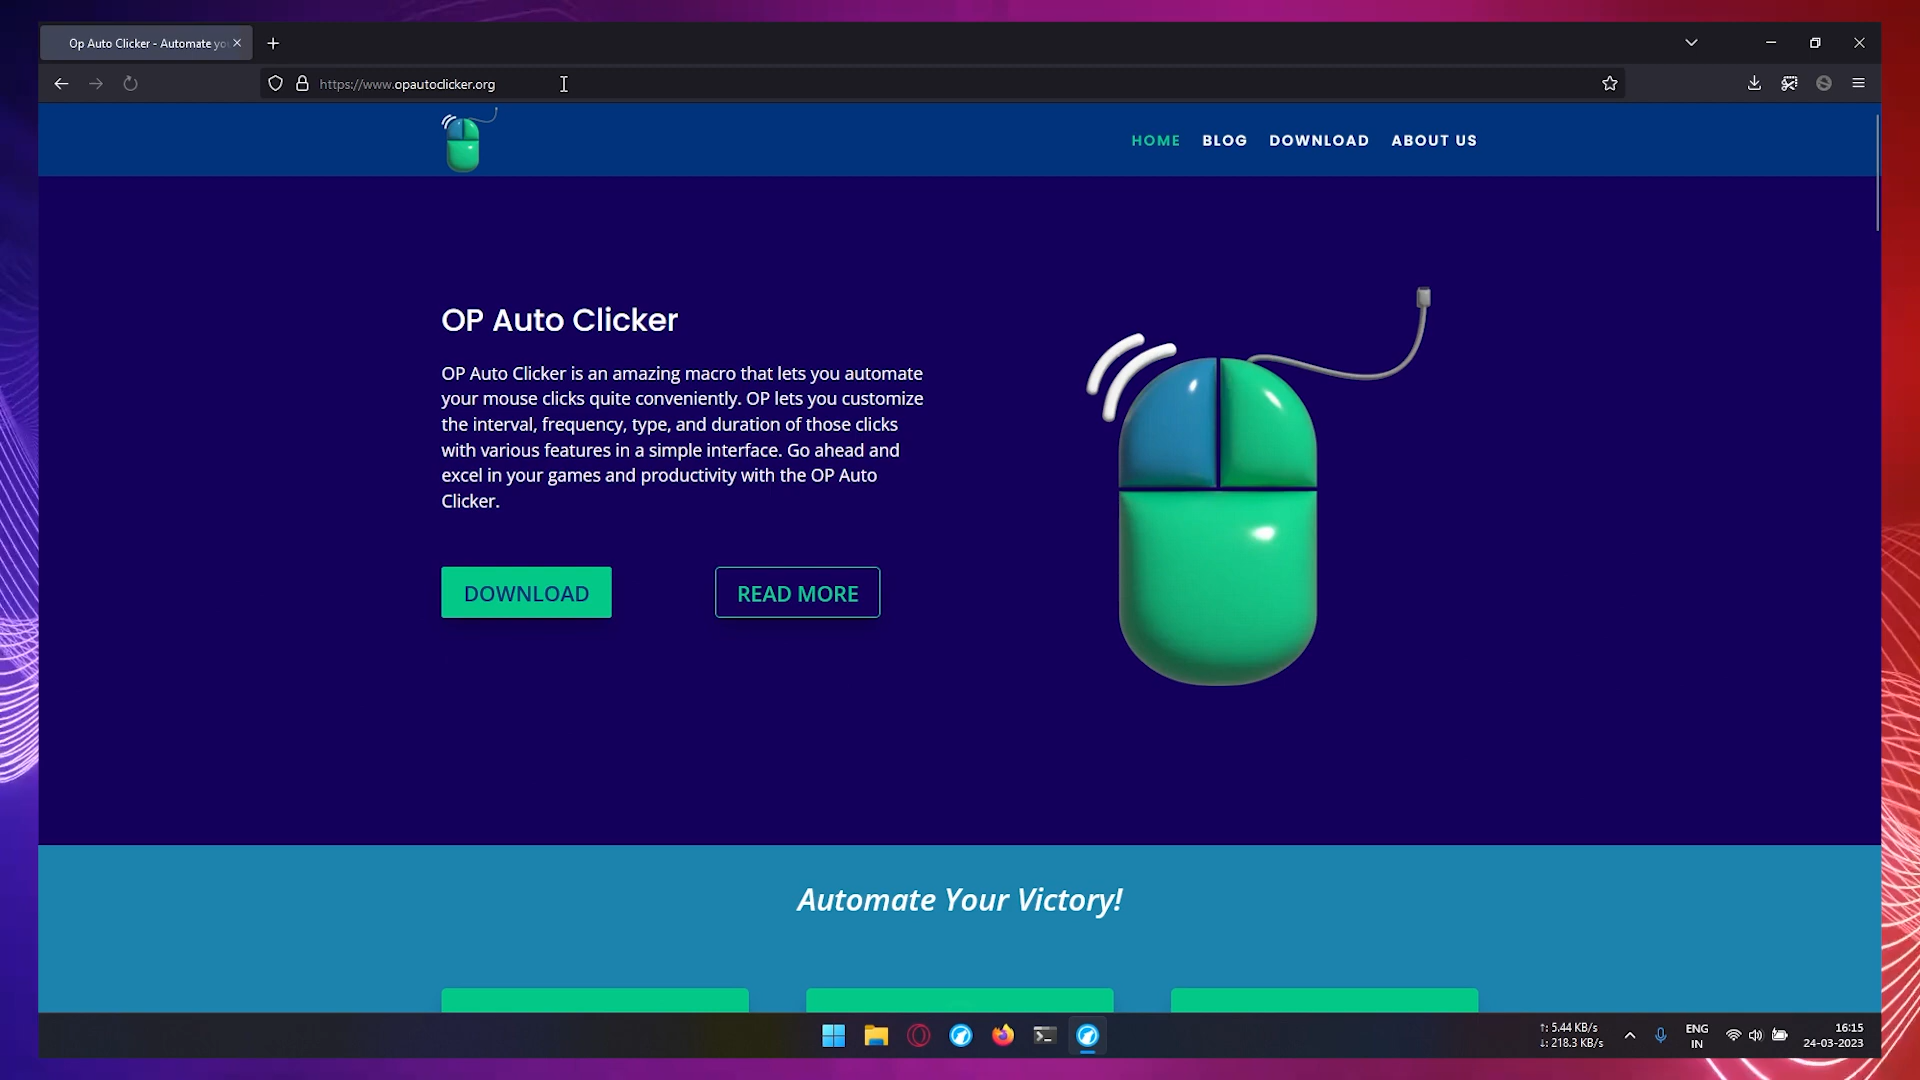 Op Auto Clicker - Automate yo
https://www.opautoclicker.org
HOME BLOG DOWNLOAD ABOUT US
OP Auto Clicker
OP Auto Clicker is an amazing macro that lets you automate
your mouse clicks quite conveniently. OP lets you customize
the interval, frequency, type, and duration of those clicks
with various features in a simple interface. Go ahead and
excel in your games and productivity with the OP Auto
Clicker.
DOWNLOAD READ MORE
Automate Your Victory!
↑: 5.44 KB/s
↓: 218.3 KB/s
ENG
IN
16:15
24-03-2023